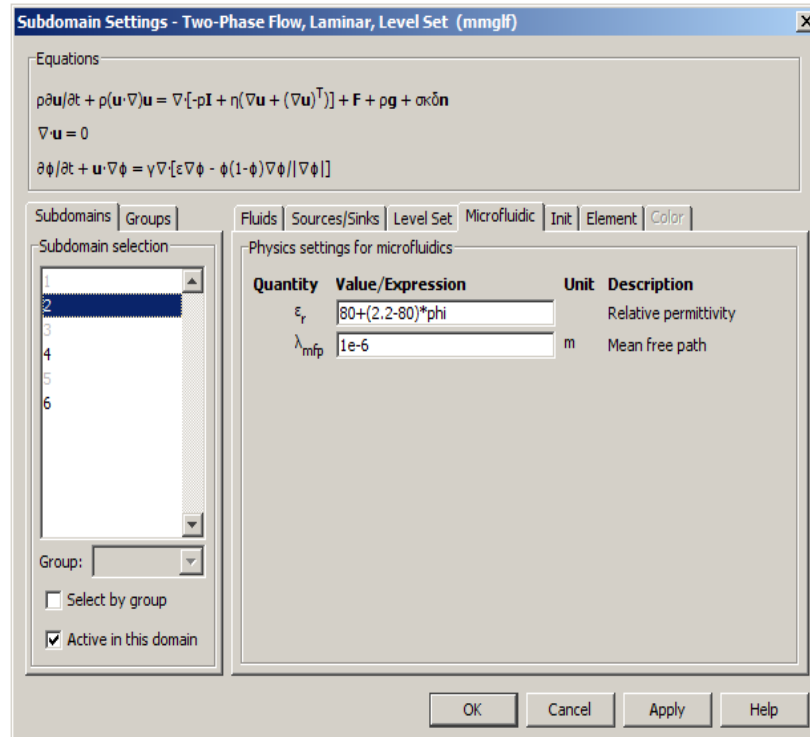 Subdomain Settings - Two-Phase Flow, Laminar, Level Set (mmglf)
Equations
ρ∂u/∂t + ρ(u·∇)u = ∇·[-pI + η(∇u + (∇u)ᵀ)] + F + ρg + σκδn
∇·u = 0
∂ϕ/∂t + u·∇ϕ = γ∇·[ε∇ϕ - ϕ(1-ϕ)∇ϕ/|∇ϕ|]
Subdomains Groups
Subdomain selection
1
2
3
4
5
6
Group:
Select by group
Active in this domain
Fluids Sources/Sinks Level Set Microfluidic Init Element Color
Physics settings for microfluidics
Quantity Value/Expression Unit Description
εr 80+(2.2-80)*phi Relative permittivity
λmfp 1e-6 m Mean free path
OK Cancel Apply Help